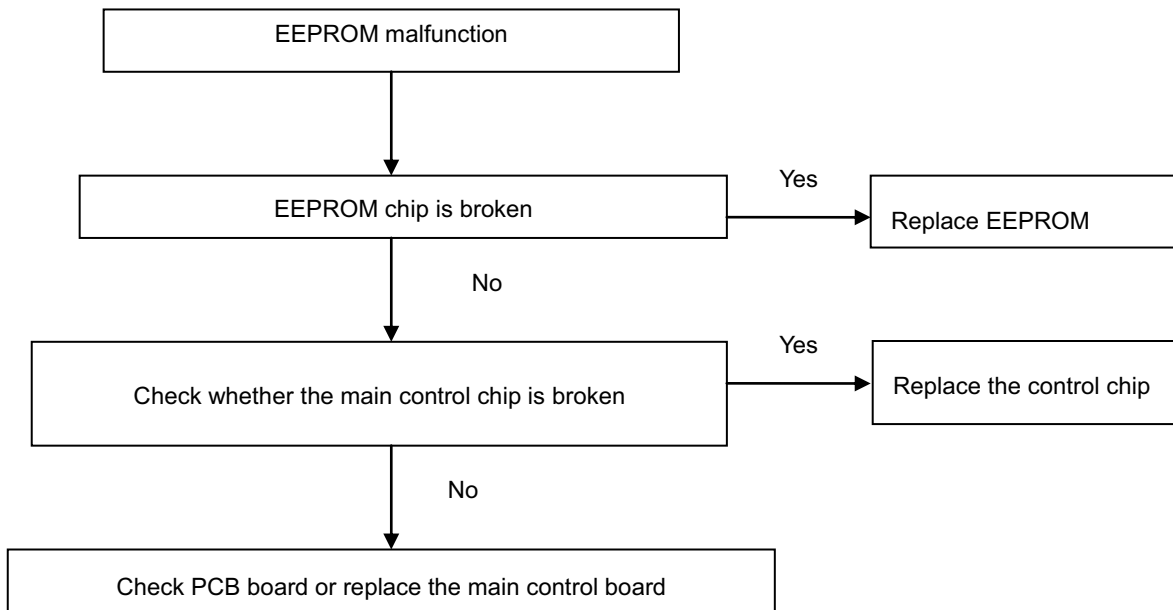 EEPROM malfunction
EEPROM chip is broken
Yes
Replace EEPROM
No
Check whether the main control chip is broken
Yes
Replace the control chip
No
Check PCB board or replace the main control board